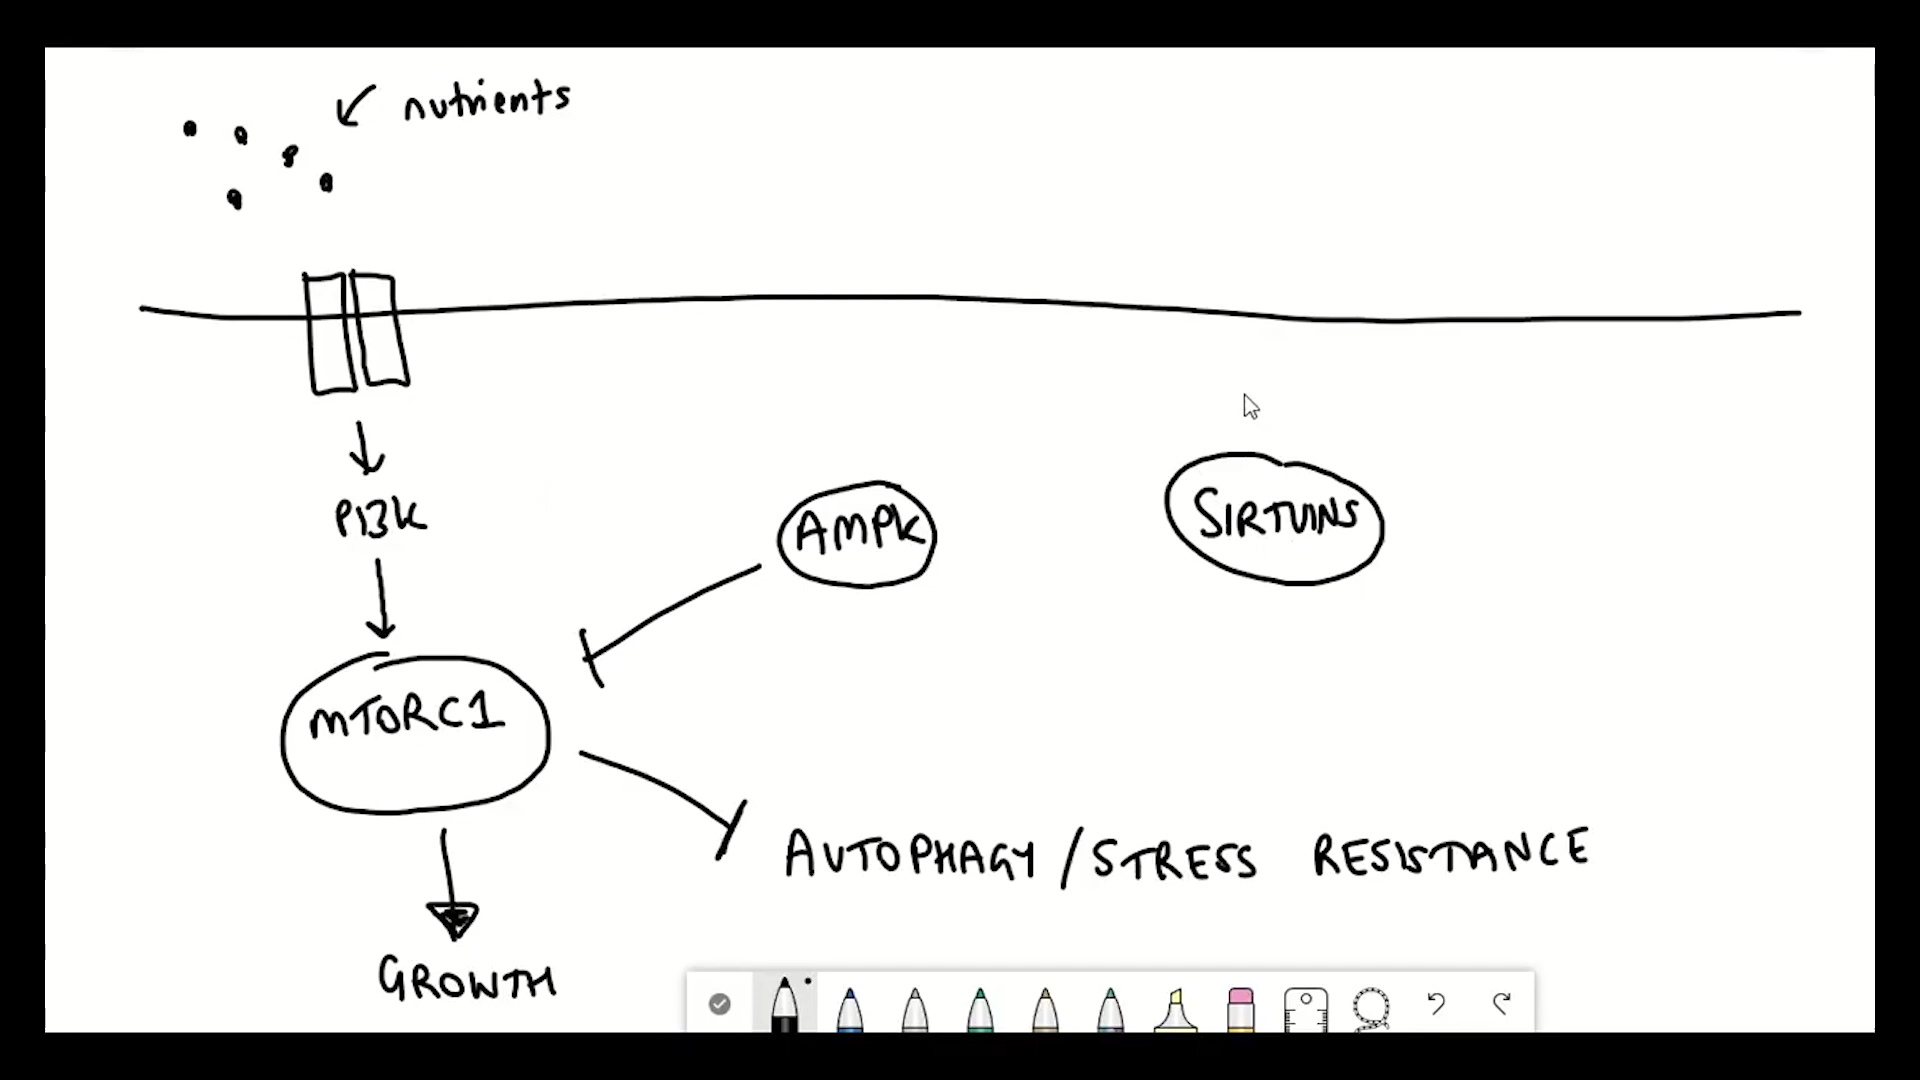 nutrients
PI3K
AMPK
SIRTUINS
mTORC1
AUTOPHAGY / STRESS RESISTANCE
GROWTH